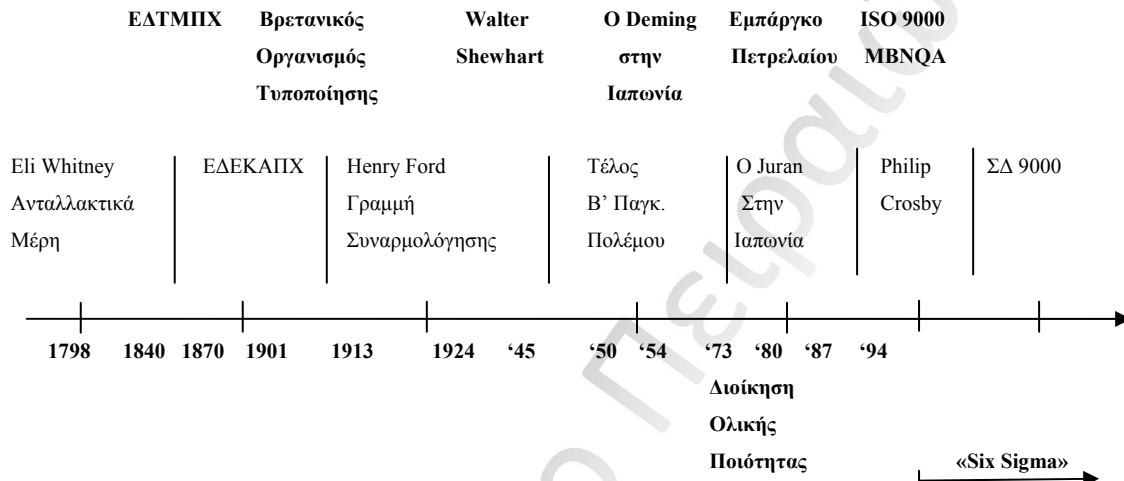 ΕΔΤΜΠΧ Βρετανικός Walter Ο Deming Εμπάργκο ISO 9000
Οργανισμός Shewhart στην Πετρελαίου MBNQA
Τυποποίησης Ιαπωνία
Eli Whitney ΕΔΕΚΑΠΧ Henry Ford Τέλος Ο Juran Philip ΣΔ 9000
Ανταλλακτικά Γραμμή Β’ Παγκ. Στην Crosby
Μέρη Συναρμολόγησης Πολέμου Ιαπωνία
1798 1840 1870 1901 1913 1924 ‘45 ‘50 ‘54 ‘73 ‘80 ‘87 ‘94
Διοίκηση
Ολικής
Ποιότητας «Six Sigma»